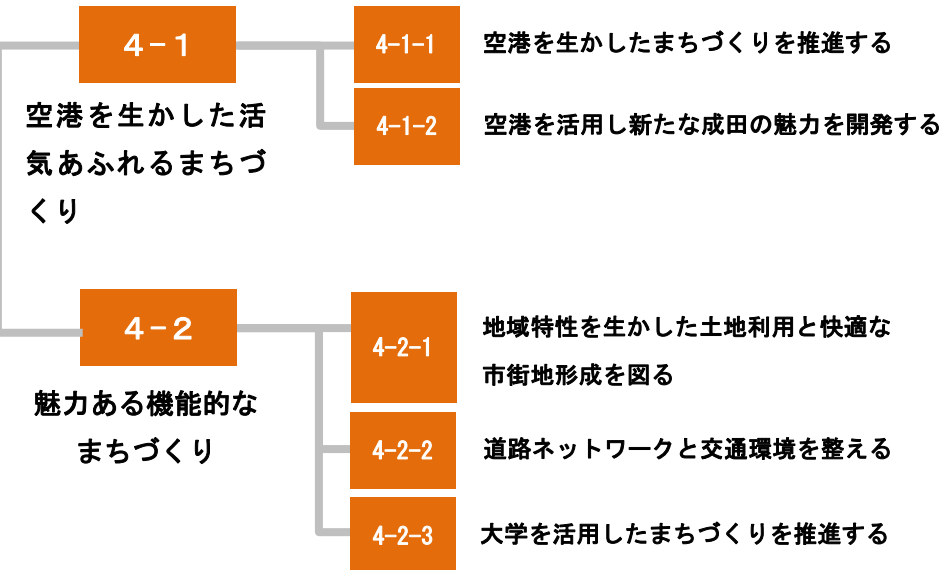 ４－１
空港を生かした活
気あふれるまちづ
くり
4-1-1
空港を生かしたまちづくりを推進する
4-1-2
空港を活用し新たな成田の魅力を開発する
４－２
魅力ある機能的な
まちづくり
4-2-1
地域特性を生かした土地利用と快適な
市街地形成を図る
4-2-2
道路ネットワークと交通環境を整える
4-2-3
大学を活用したまちづくりを推進する